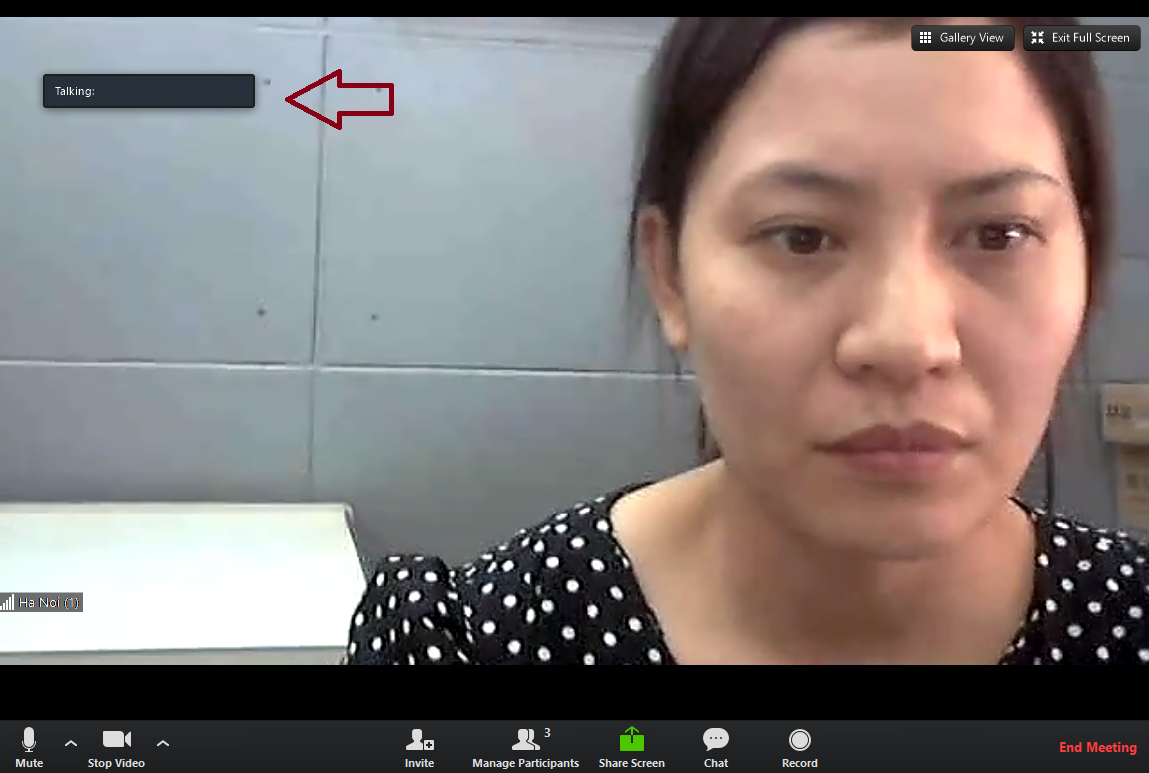 Gallery View
Exit Full Screen
Talking:
Ha Noi (1)
Mute
Stop Video
Invite
Manage Participants
3
Share Screen
Chat
Record
End Meeting